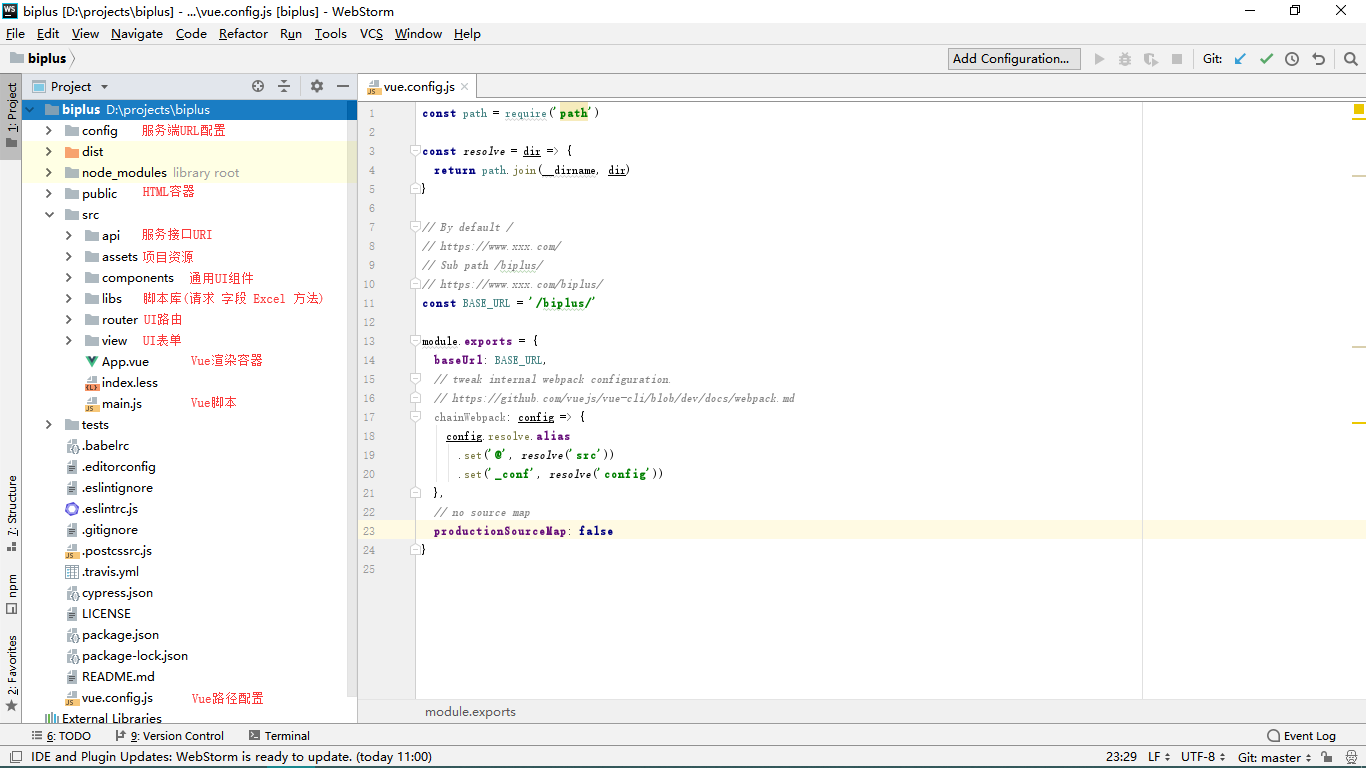 biplus [D:\projects\biplus] - ...\vue.config.js [biplus] - WebStorm
File Edit View Navigate Code Refactor Run Tools VCS Window Help
biplus Add Configuration... Git:
Project
vue.config.js
1: Project
7: Structure
npm
2: Favorites
biplus D:\projects\biplus
config 服务端URL配置
dist
node_modules library root
public HTML容器
src
api 服务接口URI
assets 项目资源
components 通用UI组件
libs 脚本库(请求 字段 Excel 方法)
router UI路由
view UI表单
App.vue Vue渲染容器
index.less
main.js Vue脚本
tests
.babelrc
.editorconfig
.eslintignore
.eslintrc.js
.gitignore
.postcssrc.js
.travis.yml
cypress.json
LICENSE
package.json
package-lock.json
README.md
vue.config.js Vue路径配置
External Libraries
1 const path = require('path')
2
3 const resolve = dir => {
4 return path.join(__dirname, dir)
5 }
6
7 // By default /
8 // https://www.xxx.com/
9 // Sub path /biplus/
10 // https://www.xxx.com/biplus/
11 const BASE_URL = '/biplus/'
12
13 module.exports = {
14 baseUrl: BASE_URL,
15 // tweak internal webpack configuration.
16 // https://github.com/vuejs/vue-cli/blob/dev/docs/webpack.md
17 chainWebpack: config => {
18 config.resolve.alias
19 .set('@', resolve('src'))
20 .set('_conf', resolve('config'))
21 },
22 // no source map
23 productionSourceMap: false
24 }
25
module.exports
6: TODO 9: Version Control Terminal Event Log
IDE and Plugin Updates: WebStorm is ready to update. (today 11:00) 23:29 LF UTF-8 Git: master